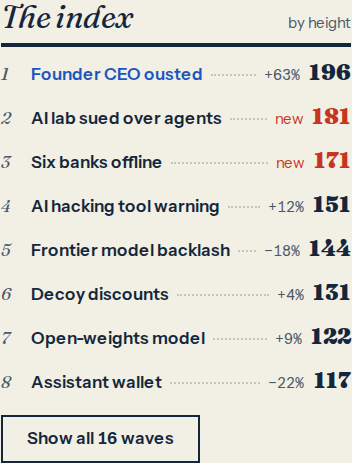 The index by height
1 Founder CEO ousted +63% 196
2 AI lab sued over agents new 181
3 Six banks offline new 171
4 AI hacking tool warning +12% 151
5 Frontier model backlash −18% 144
6 Decoy discounts +4% 131
7 Open-weights model +9% 122
8 Assistant wallet −22% 117
Show all 16 waves